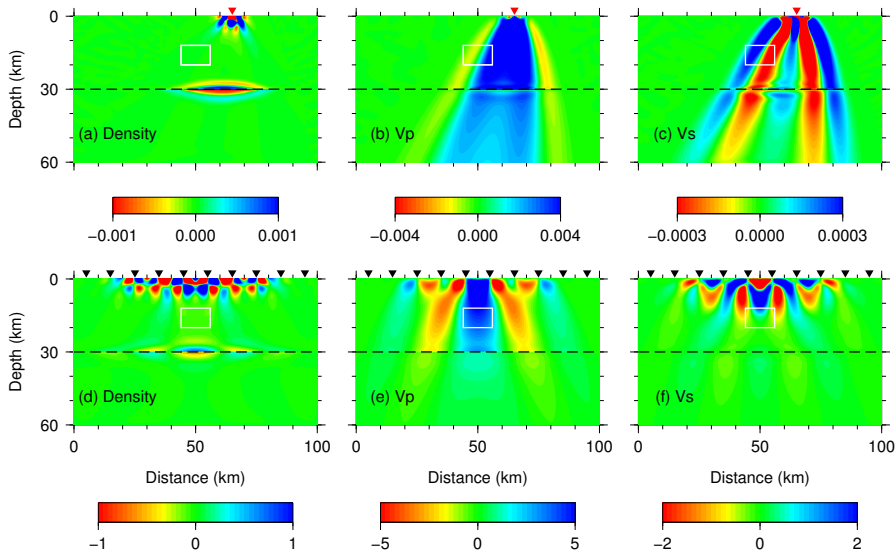 0
30
60
Depth (km)
(a) Density
(b) Vp
(c) Vs
−0.001 0.000 0.001
−0.004 0.000 0.004
−0.0003 0.0000 0.0003
0
30
60
Depth (km)
(d) Density
(e) Vp
(f) Vs
0 50 100
0 50 100
0 50 100
Distance (km)
Distance (km)
Distance (km)
−1 0 1
−5 0 5
−2 0 2